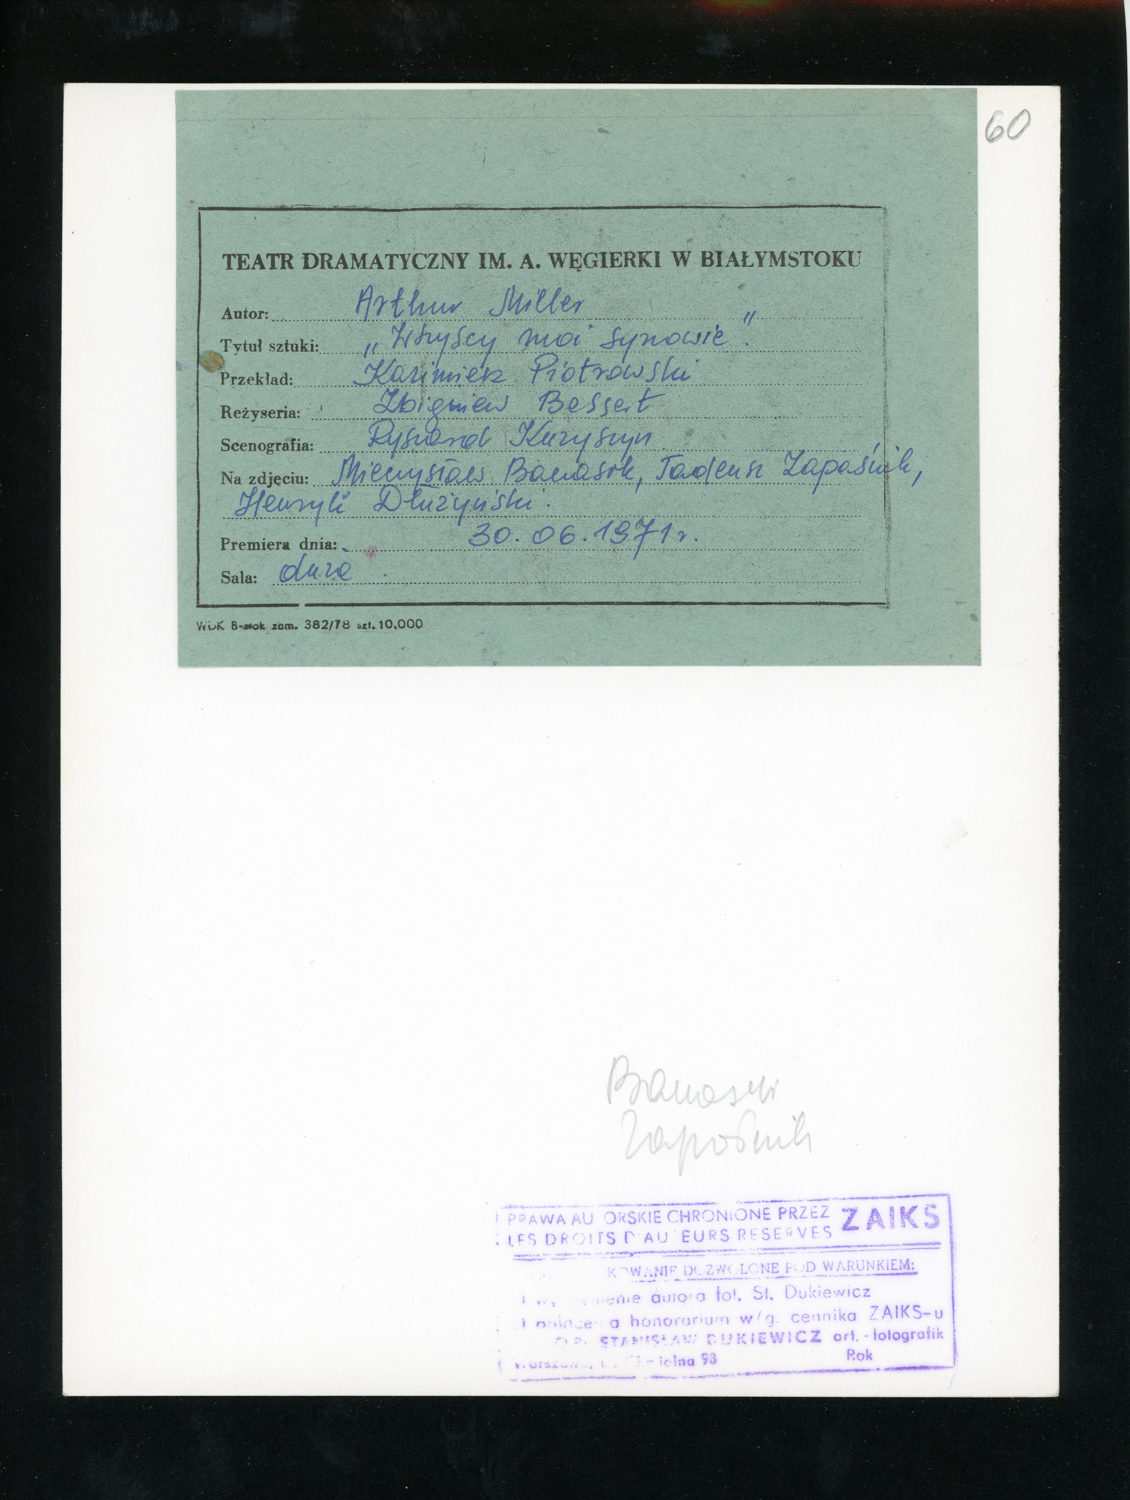 60
TEATR DRAMATYCZNY IM. A. WĘGIERKI W BIAŁYMSTOKU
Autor: Arthur Miller
Tytuł sztuki: „Wszyscy moi synowie".
Przekład: Kazimierz Piotrowski
Reżyseria: Zbigniew Bessert
Scenografia: Ryszard Kuzyszyn
Na zdjęciu: Mieczysław Banasik, Tadeusz Zapaśnik,
Henryk Dłużyński.
Premiera dnia: 30.06.1971r.
Sala: duża
WDK B-stok zam. 382/78 szt. 10.000
Zapaśnik
PRAWA AU ORSKIE CHRONIONE PRZEZ ZAIKS
LES DROITS D'AU EURS RESERVES
KOWANIE DOZWOLONE POD WARUNKIEM:
autora fot. St. Dukiewicz
honorarium w/g. cennika ZAIKS-u
STANISŁAW DUKIEWICZ art.-fotografik
Warszawa, 98 Rok